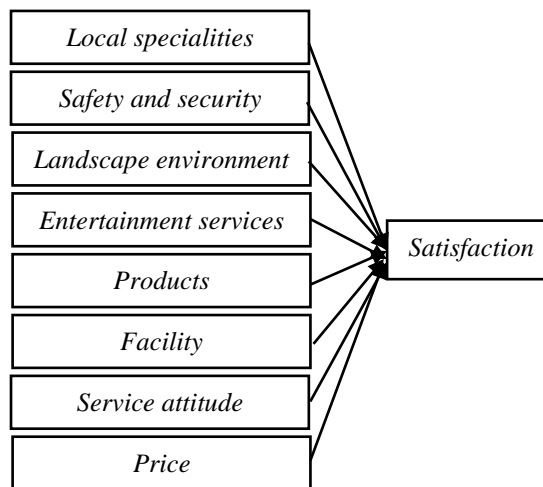 Local specialities
Safety and security
Landscape environment
Entertainment services
Satisfaction
Products
Facility
Service attitude
Price